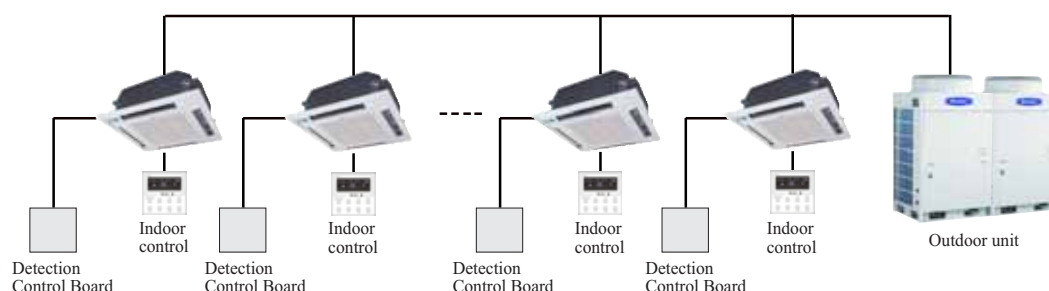 Indoor
control
Indoor
control
Indoor
control
Indoor
control
Outdoor unit
Detection
Control Board
Detection
Control Board
Detection
Control Board
Detection
Control Board